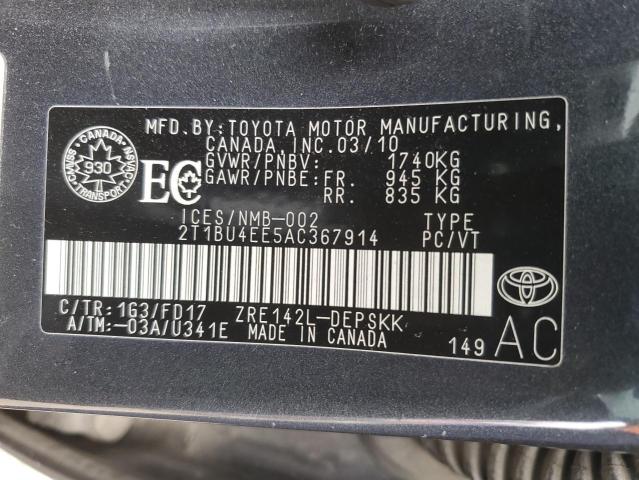 MFD. BY: TOYOTA MOTOR MANUFACTURING,
CANADA, INC. 03/10
GVWR/PNBV: 1740KG
GAWR/PNBE: FR. 945 KG
RR. 835 KG
CANADA
CMVSS NSVAC
930
TRANSPORT
EC
ICES/NMB-002 TYPE
2T1BU4EE5AC367914 PC/VT
C/TR: 1G3/FD17 ZRE142L-DEPSKK
A/TM: -03A/U341E MADE IN CANADA
149 AC